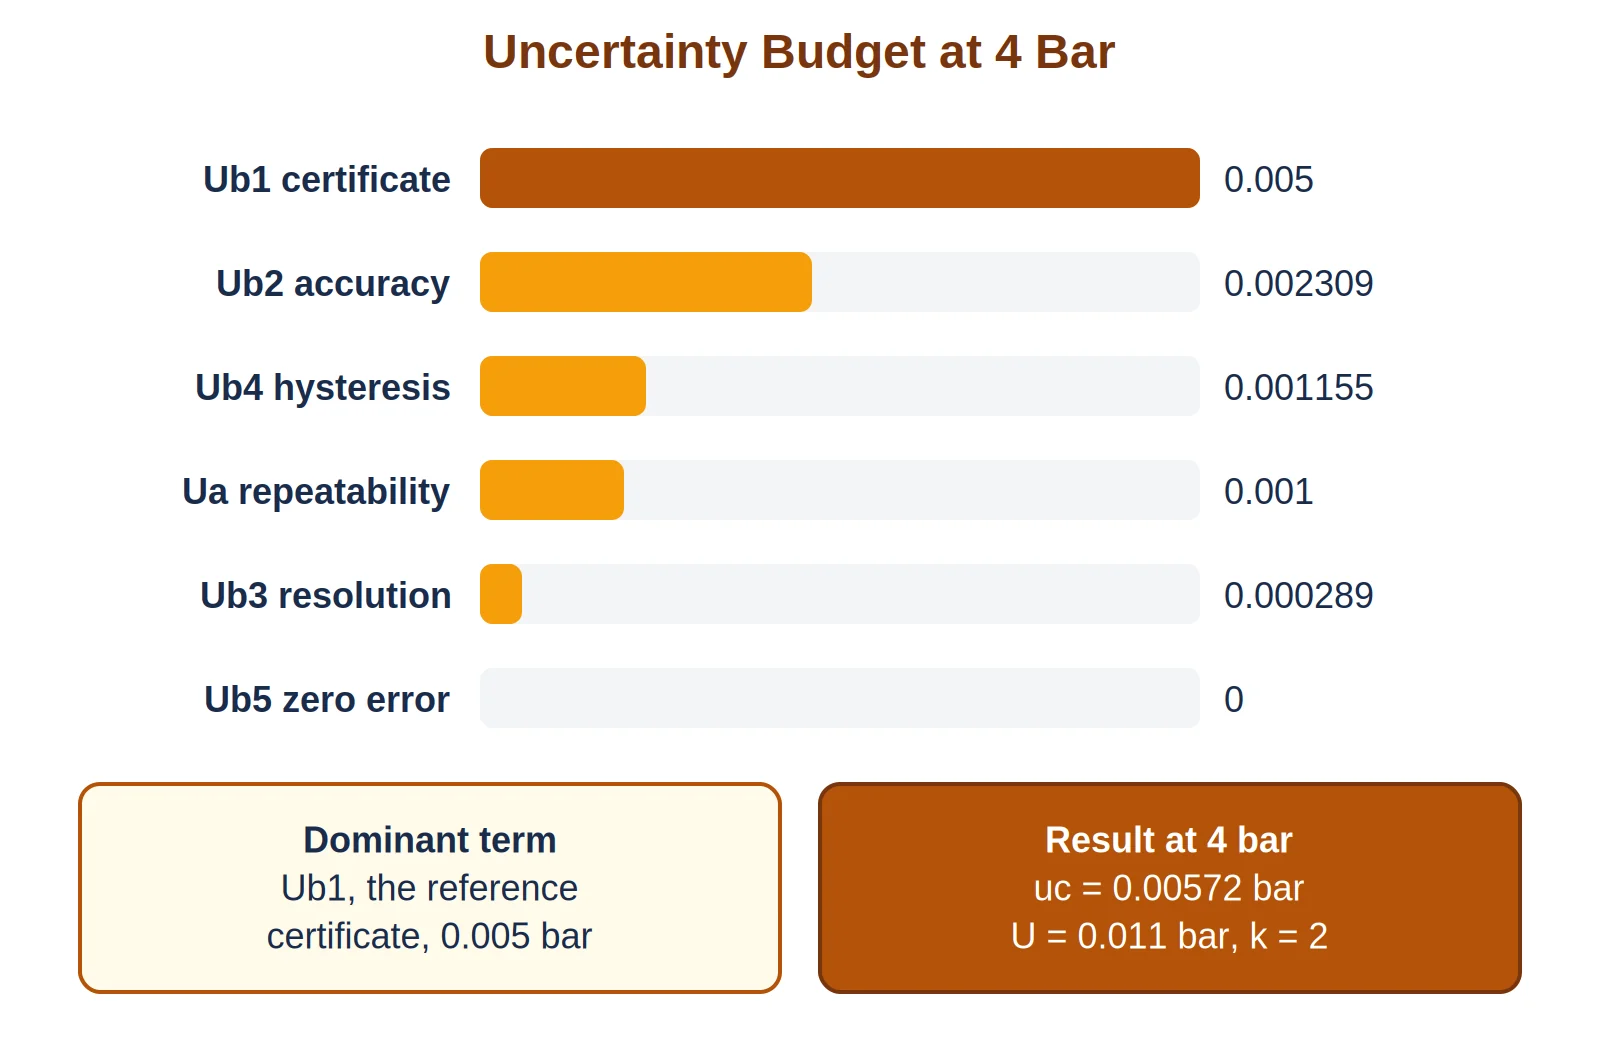 Uncertainty Budget at 4 Bar
Ub1 certificate 0.005
Ub2 accuracy 0.002309
Ub4 hysteresis 0.001155
Ua repeatability 0.001
Ub3 resolution 0.000289
Ub5 zero error 0
Dominant term
Ub1, the reference
certificate, 0.005 bar
Result at 4 bar
uc = 0.00572 bar
U = 0.011 bar, k = 2